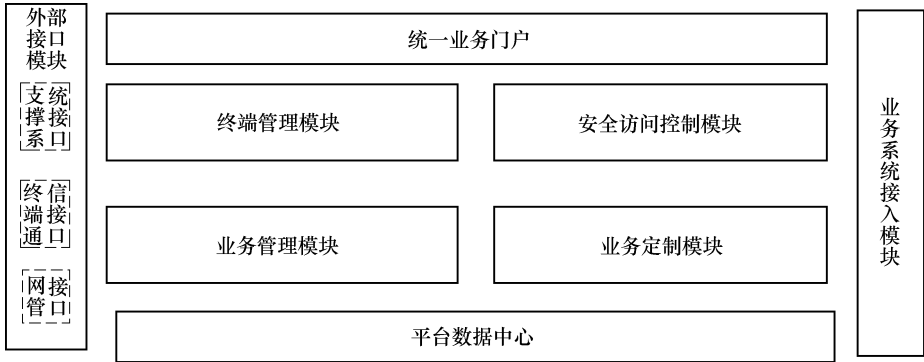 外部
接口
模块
支撑系
统接口
终端通
信接口
网管
接口
统一业务门户
终端管理模块
安全访问控制模块
业务管理模块
业务定制模块
平台数据中心
业务系统接入模块